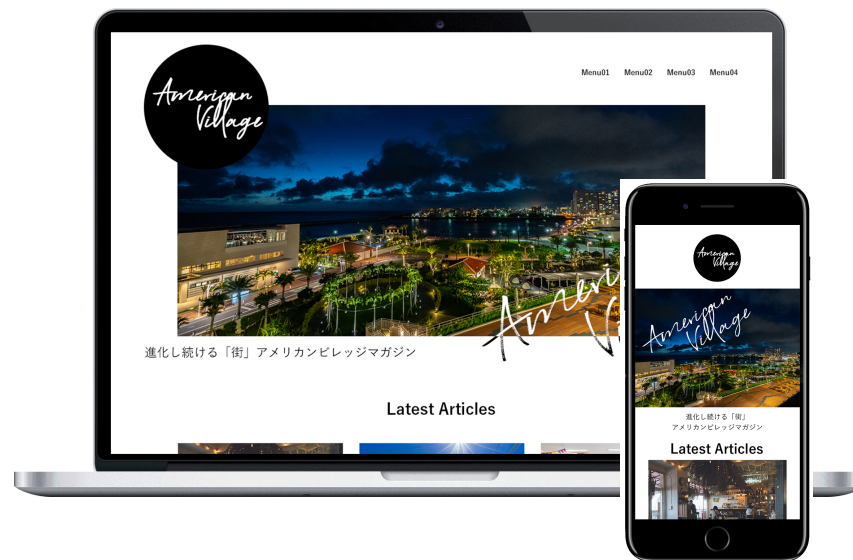 American
Village
Menu01 Menu02 Menu03 Menu04
進化し続ける「街」アメリカンビレッジマガジン
Latest Articles
American
Village
American
Village
進化し続ける「街」
アメリカンビレッジマガジン
Latest Articles